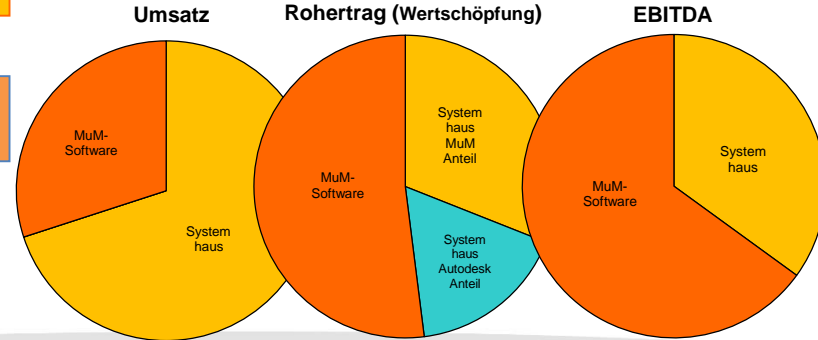 Umsatz
MuM-
Software
System
haus
Rohertrag (Wertschöpfung)
MuM-
Software
System
haus
MuM
Anteil
System
haus
Autodesk
Anteil
EBITDA
MuM-
Software
System
haus